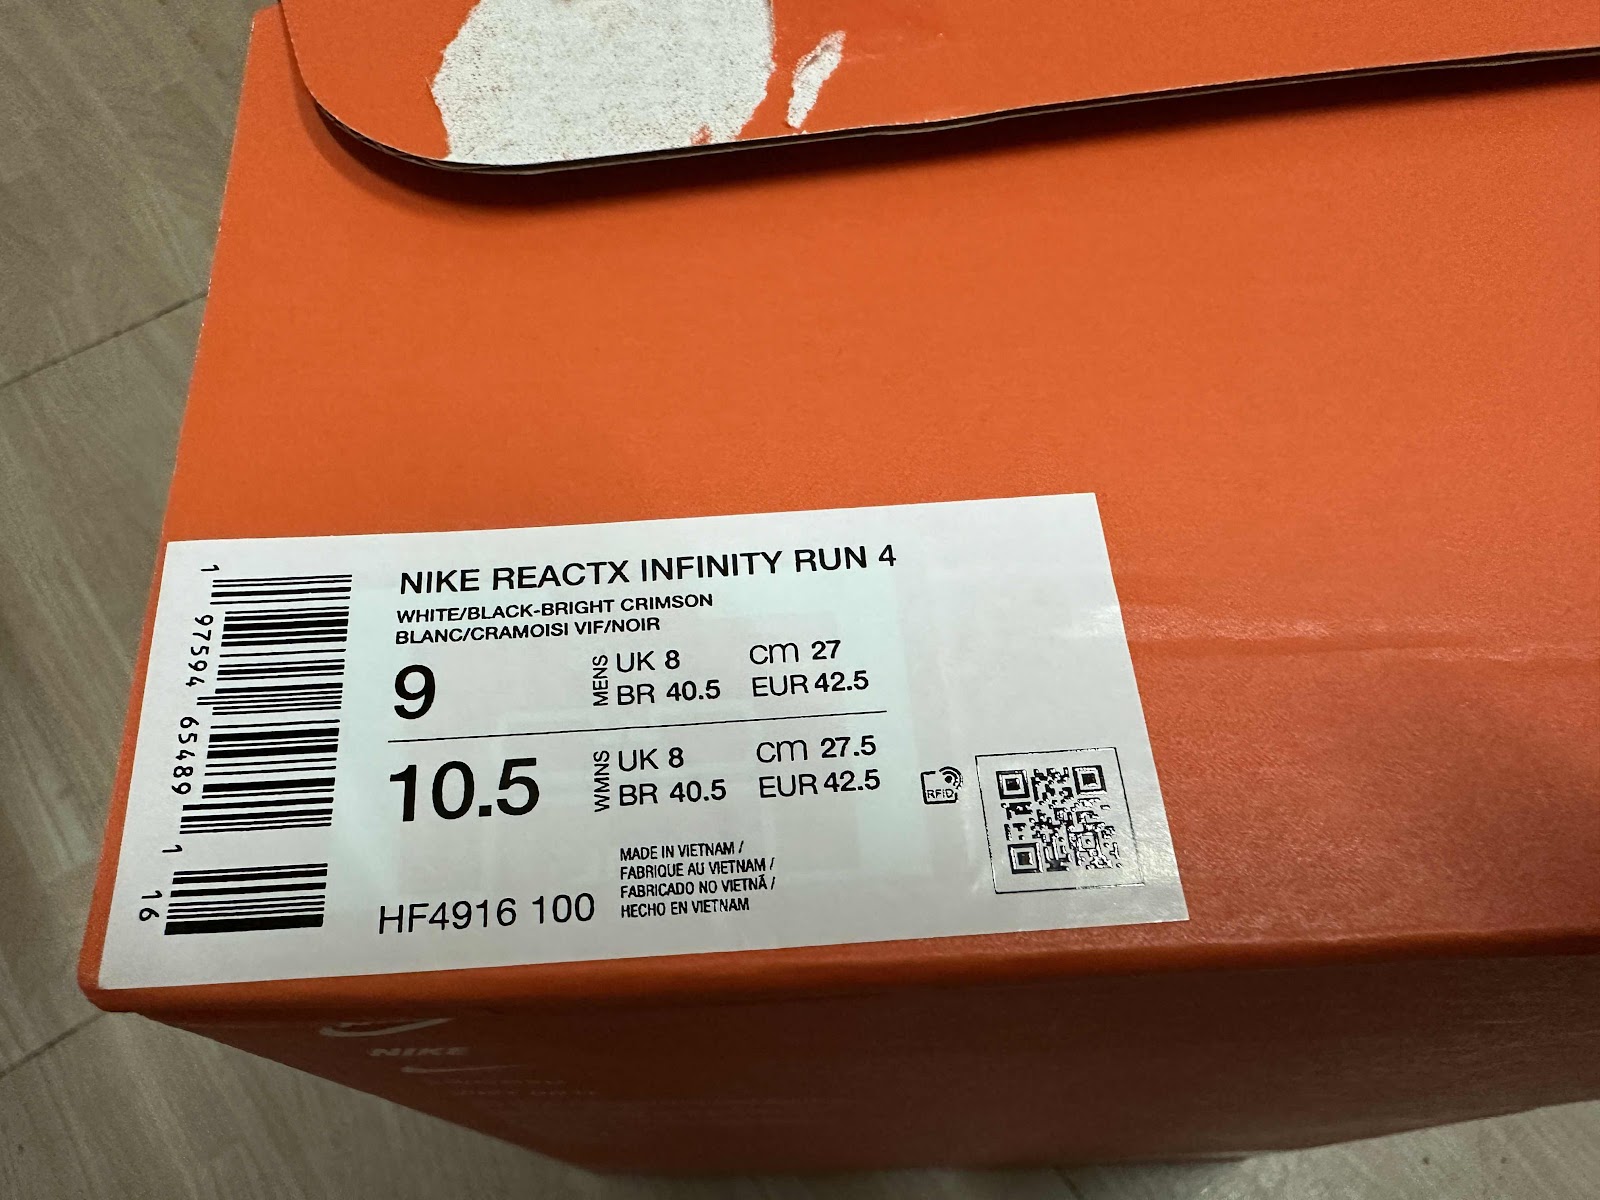 NIKE REACTX INFINITY RUN 4
WHITE/BLACK-BRIGHT CRIMSON
BLANC/CRAMOISI VIF/NOIR
9
MENS
UK 8 cm 27
BR 40.5 EUR 42.5
10.5
WMNS
UK 8 cm 27.5
BR 40.5 EUR 42.5
RFID
MADE IN VIETNAM /
FABRIQUE AU VIETNAM /
FABRICADO NO VIETNÃ /
HECHO EN VIETNAM
HF4916 100
1 97594 65489 1
16
NIKE